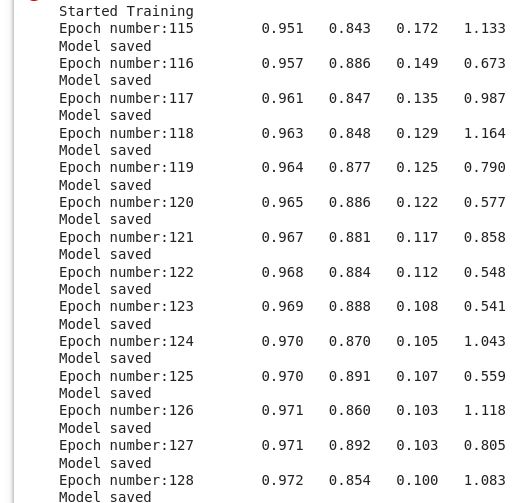 Started Training
Epoch number:115 0.951 0.843 0.172 1.133
Model saved
Epoch number:116 0.957 0.886 0.149 0.673
Model saved
Epoch number:117 0.961 0.847 0.135 0.987
Model saved
Epoch number:118 0.963 0.848 0.129 1.164
Model saved
Epoch number:119 0.964 0.877 0.125 0.790
Model saved
Epoch number:120 0.965 0.886 0.122 0.577
Model saved
Epoch number:121 0.967 0.881 0.117 0.858
Model saved
Epoch number:122 0.968 0.884 0.112 0.548
Model saved
Epoch number:123 0.969 0.888 0.108 0.541
Model saved
Epoch number:124 0.970 0.870 0.105 1.043
Model saved
Epoch number:125 0.970 0.891 0.107 0.559
Model saved
Epoch number:126 0.971 0.860 0.103 1.118
Model saved
Epoch number:127 0.971 0.892 0.103 0.805
Model saved
Epoch number:128 0.972 0.854 0.100 1.083
Model saved